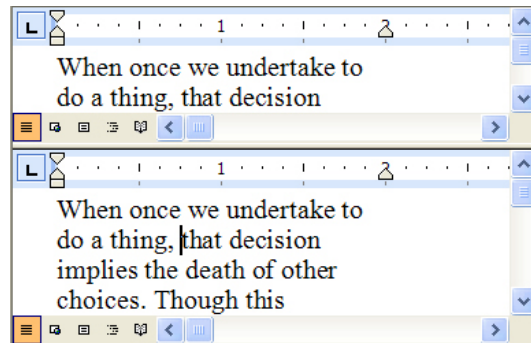 L 1 2
When once we undertake to
do a thing, that decision
L 1 2
When once we undertake to
do a thing, that decision
implies the death of other
choices. Though this